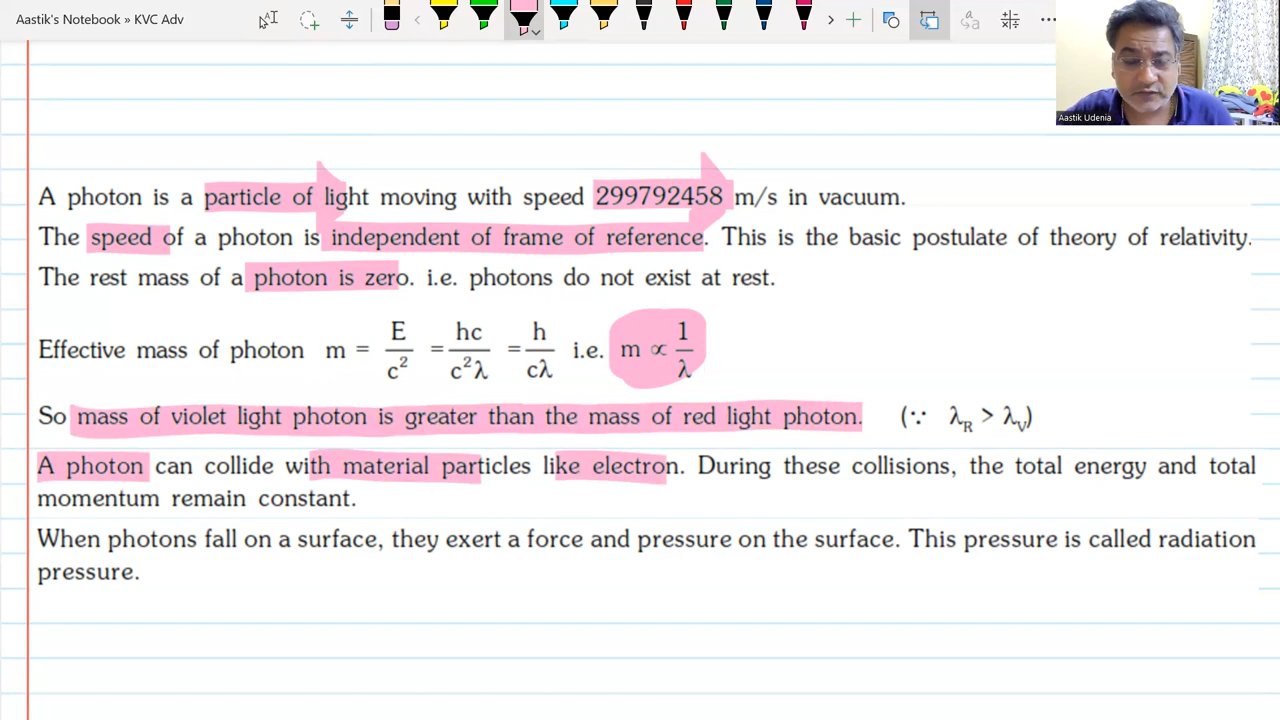 Aastik's Notebook » KVC Adv
Aastik Udenia
A photon is a particle of light moving with speed 299792458 m/s in vacuum.
The speed of a photon is independent of frame of reference. This is the basic postulate of theory of relativity.
The rest mass of a photon is zero. i.e. photons do not exist at rest.
Effective mass of photon m = E/c² = hc/c²λ = h/cλ i.e. m ∝ 1/λ
So mass of violet light photon is greater than the mass of red light photon. (∵ λ_R > λ_V)
A photon can collide with material particles like electron. During these collisions, the total energy and total
momentum remain constant.
When photons fall on a surface, they exert a force and pressure on the surface. This pressure is called radiation
pressure.